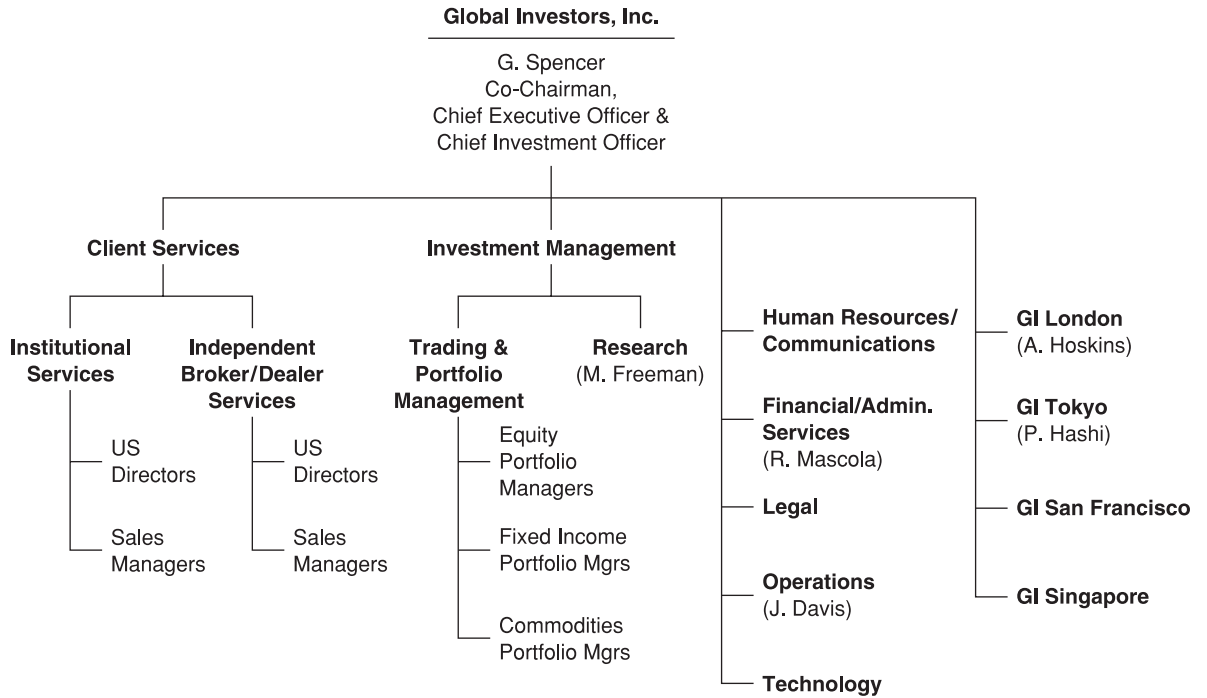 Global Investors, Inc.
G. Spencer
Co-Chairman,
Chief Executive Officer &
Chief Investment Officer
Client Services
Institutional
Services
US
Directors
Sales
Managers
Independent
Broker/Dealer
Services
US
Directors
Sales
Managers
Investment Management
Trading &
Portfolio
Management
Equity
Portfolio
Managers
Fixed Income
Portfolio Mgrs
Commodities
Portfolio Mgrs
Research
(M. Freeman)
Human Resources/
Communications
Financial/Admin.
Services
(R. Mascola)
Legal
Operations
(J. Davis)
Technology
GI London
(A. Hoskins)
GI Tokyo
(P. Hashi)
GI San Francisco
GI Singapore